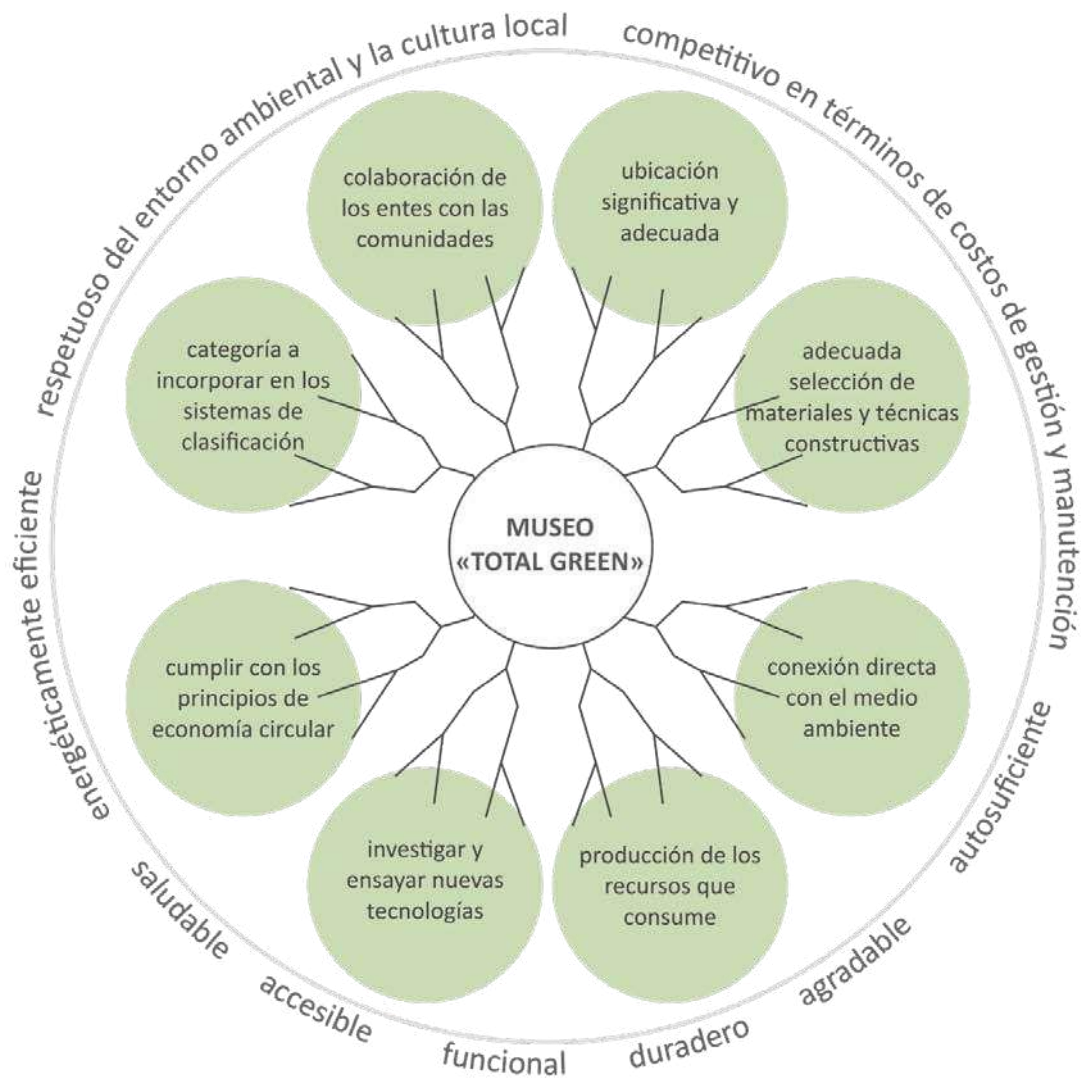 respetuoso del entorno ambiental y la cultura local
competitivo en términos de costos de gestión y manutención
autosuficiente
agradable
duradero
funcional
accesible
saludable
energéticamente eficiente
colaboración de
los entes con las
comunidades
ubicación
significativa y
adecuada
adecuada
selección de
materiales y técnicas
constructivas
conexión directa
con el medio
ambiente
producción de los
recursos que
consume
investigar y
ensayar nuevas
tecnologías
cumplir con los
principios de
economía circular
categoría a
incorporar en los
sistemas de
clasificación
MUSEO
«TOTAL GREEN»